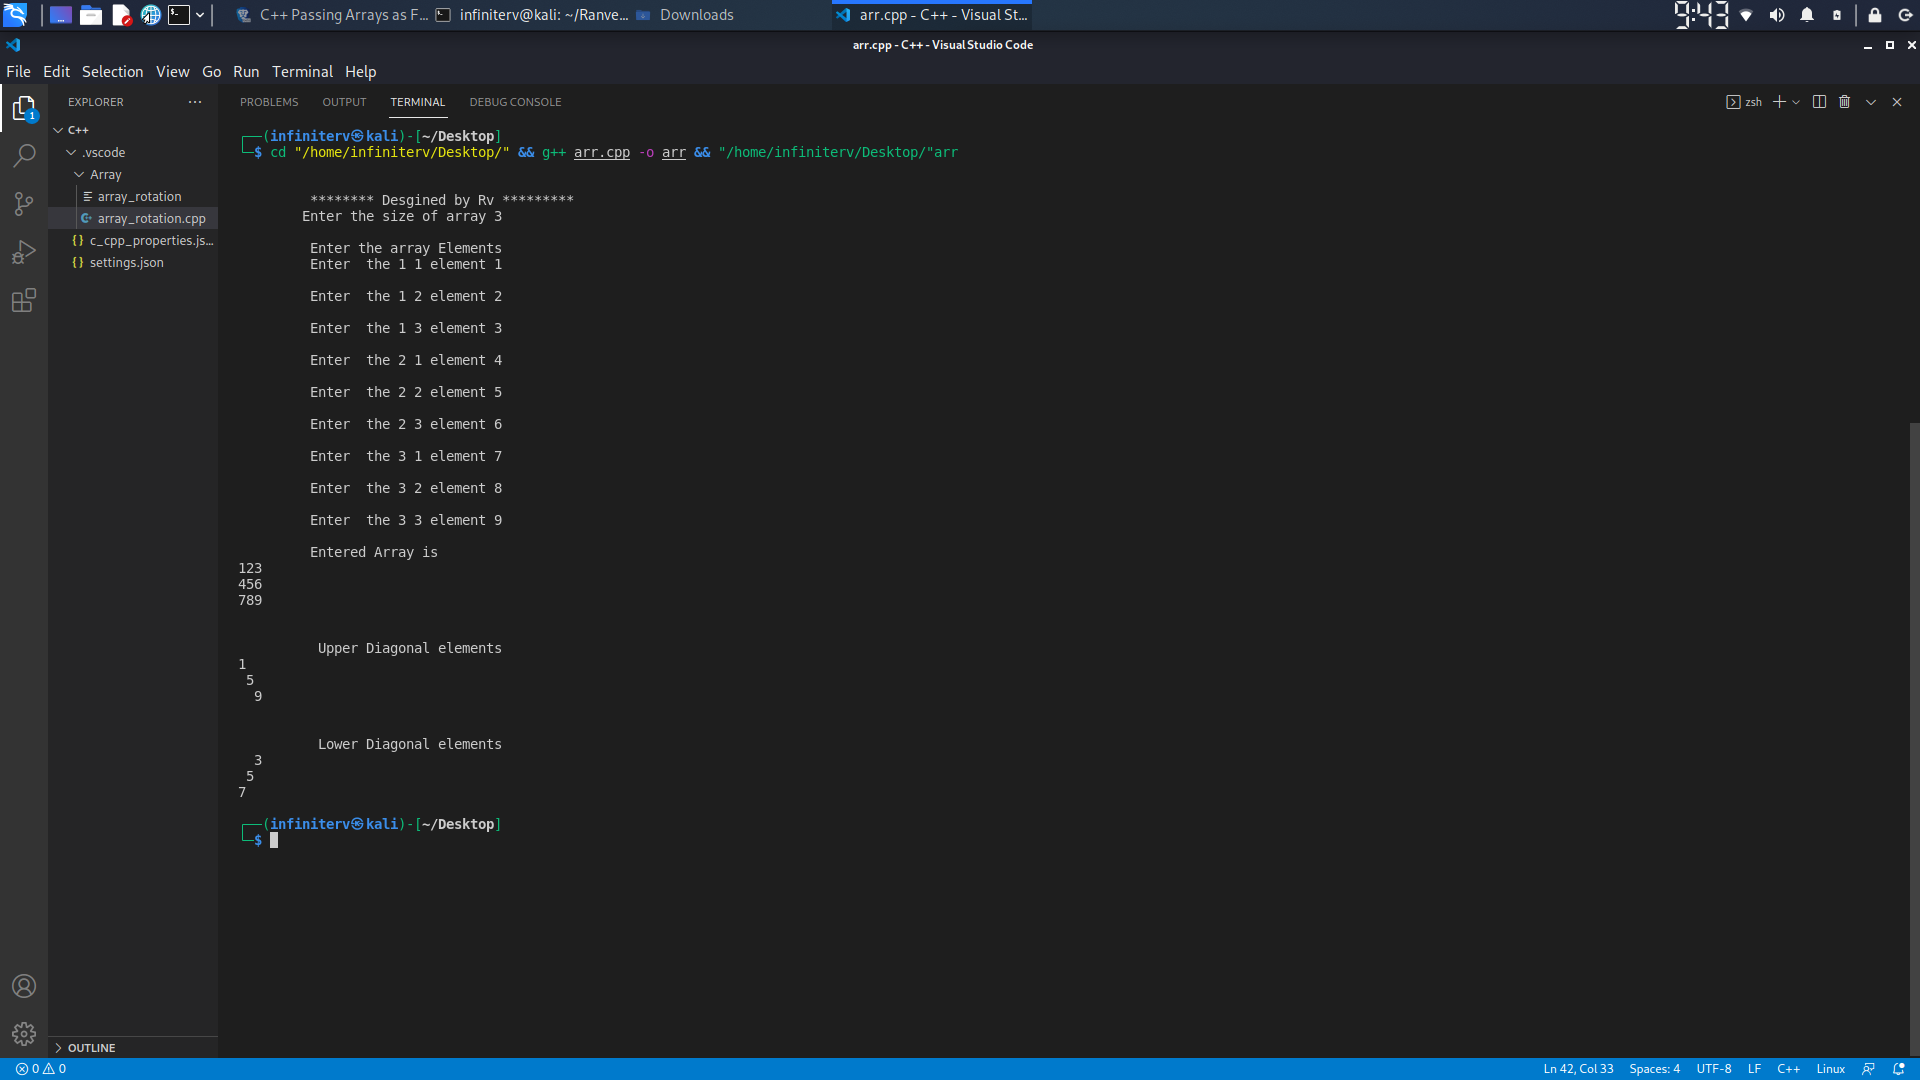 C++ Passing Arrays as F... infiniterv@kali: ~/Ranve... Downloads arr.cpp - C++ - Visual St... 9:43
arr.cpp - C++ - Visual Studio Code
File Edit Selection View Go Run Terminal Help
EXPLORER ... PROBLEMS OUTPUT TERMINAL DEBUG CONSOLE zsh
C++
.vscode
Array
array_rotation
array_rotation.cpp
c_cpp_properties.js...
settings.json
OUTLINE
1
(infiniterv㉿kali)-[~/Desktop]
$ cd "/home/infiniterv/Desktop/" && g++ arr.cpp -o arr && "/home/infiniterv/Desktop/"arr
******** Desgined by Rv *********
Enter the size of array 3
Enter the array Elements
Enter  the 1 1 element 1
Enter  the 1 2 element 2
Enter  the 1 3 element 3
Enter  the 2 1 element 4
Enter  the 2 2 element 5
Enter  the 2 3 element 6
Enter  the 3 1 element 7
Enter  the 3 2 element 8
Enter  the 3 3 element 9
Entered Array is
123
456
789
Upper Diagonal elements
1
5
9
Lower Diagonal elements
3
5
7
(infiniterv㉿kali)-[~/Desktop]
$
0 0 Ln 42, Col 33 Spaces: 4 UTF-8 LF C++ Linux